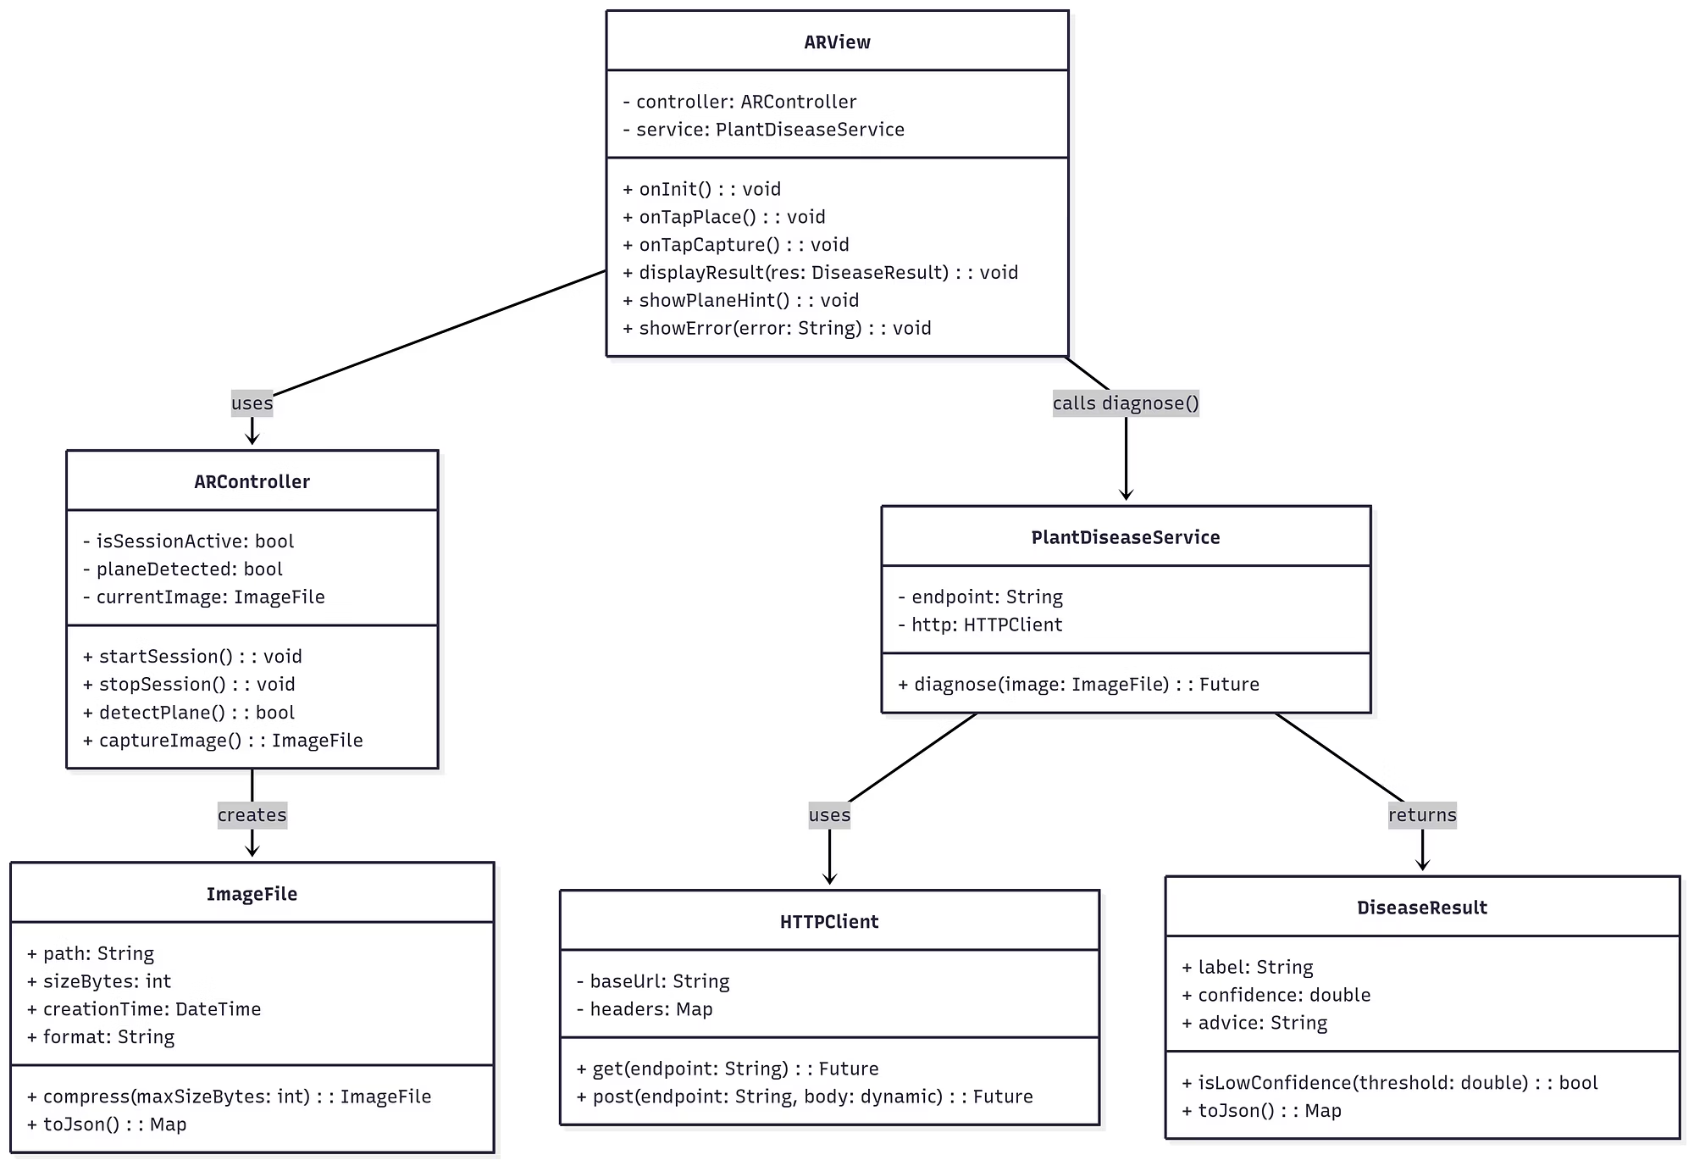 ARView
- controller: ARController
- service: PlantDiseaseService
+ onInit() : : void
+ onTapPlace() : : void
+ onTapCapture() : : void
+ displayResult(res: DiseaseResult) : : void
+ showPlaneHint() : : void
+ showError(error: String) : : void
uses
calls diagnose()
ARController
- isSessionActive: bool
- planeDetected: bool
- currentImage: ImageFile
+ startSession() : : void
+ stopSession() : : void
+ detectPlane() : : bool
+ captureImage() : : ImageFile
PlantDiseaseService
- endpoint: String
- http: HTTPClient
+ diagnose(image: ImageFile) : : Future
creates
uses
returns
ImageFile
+ path: String
+ sizeBytes: int
+ creationTime: DateTime
+ format: String
+ compress(maxSizeBytes: int) : : ImageFile
+ toJson() : : Map
HTTPClient
- baseUrl: String
- headers: Map
+ get(endpoint: String) : : Future
+ post(endpoint: String, body: dynamic) : : Future
DiseaseResult
+ label: String
+ confidence: double
+ advice: String
+ isLowConfidence(threshold: double) : : bool
+ toJson() : : Map